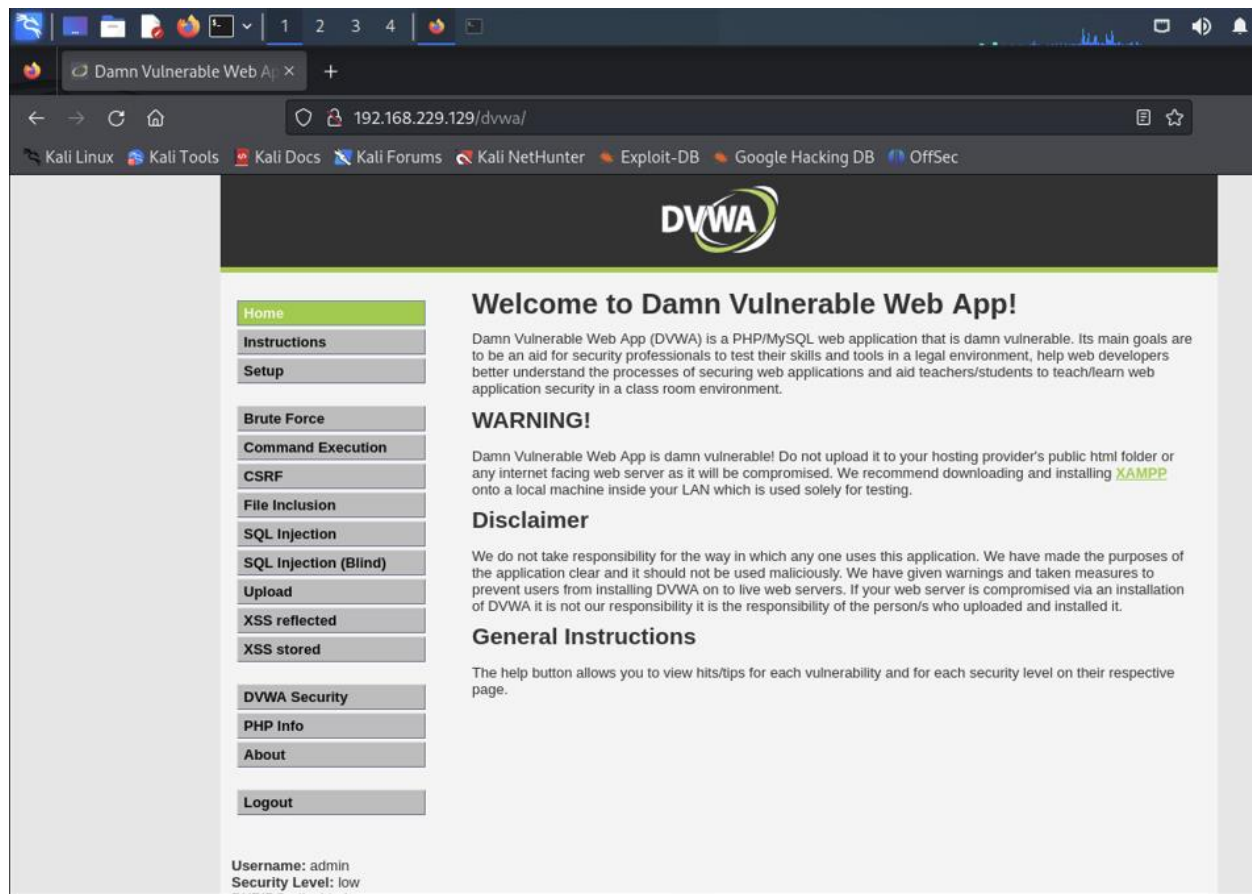 1 2 3 4
Damn Vulnerable Web Ap
192.168.229.129/dvwa/
Kali Linux Kali Tools Kali Docs Kali Forums Kali NetHunter Exploit-DB Google Hacking DB OffSec
DVWA
Home
Instructions
Setup
Brute Force
Command Execution
CSRF
File Inclusion
SQL Injection
SQL Injection (Blind)
Upload
XSS reflected
XSS stored
DVWA Security
PHP Info
About
Logout
Username: admin
Security Level: low
Welcome to Damn Vulnerable Web App!
Damn Vulnerable Web App (DVWA) is a PHP/MySQL web application that is damn vulnerable. Its main goals are
to be an aid for security professionals to test their skills and tools in a legal environment, help web developers
better understand the processes of securing web applications and aid teachers/students to teach/learn web
application security in a class room environment.
WARNING!
Damn Vulnerable Web App is damn vulnerable! Do not upload it to your hosting provider's public html folder or
any internet facing web server as it will be compromised. We recommend downloading and installing XAMPP
onto a local machine inside your LAN which is used solely for testing.
Disclaimer
We do not take responsibility for the way in which any one uses this application. We have made the purposes of
the application clear and it should not be used maliciously. We have given warnings and taken measures to
prevent users from installing DVWA on to live web servers. If your web server is compromised via an installation
of DVWA it is not our responsibility it is the responsibility of the person/s who uploaded and installed it.
General Instructions
The help button allows you to view hits/tips for each vulnerability and for each security level on their respective
page.